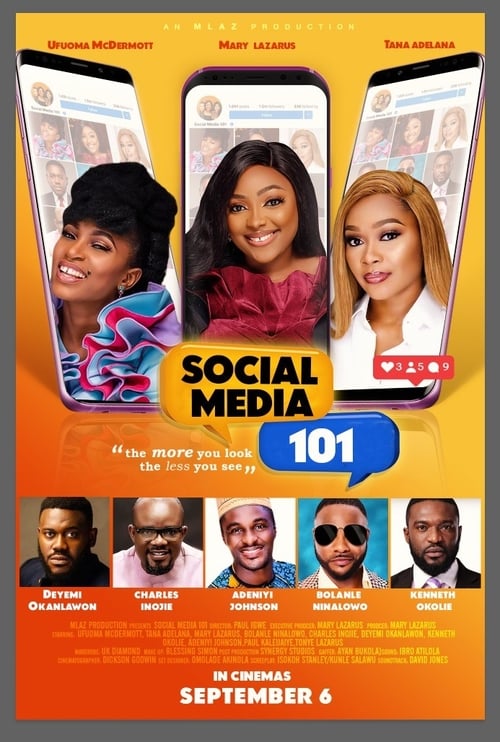 AN MLAZ PRODUCTION
UFUOMA MCDERMOTT MARY LAZARUS TANA ADELANA
Social Media 101
3 5 9
SOCIAL
MEDIA
101
“the more you look
the less you see„
DEYEMI
OKANLAWON
CHARLES
INOJIE
ADENIYI
JOHNSON
BOLANLE
NINALOWO
KENNETH
OKOLIE
MLAZ PRODUCTION PRESENTS SOCIAL MEDIA 101 DIRECTOR: PAUL IGWE EXECUTIVE PRODUCER: MARY LAZARUS PRODUCED: MARY LAZARUS
STARRING: UFUOMA MCDERMOTT, TANA ADELANA, MARY LAZARUS, BOLANLE NINALOWO, CHARLES INOJIE, DEYEMI OKANLAWON, KENNETH
OKOLIE, ADENIYI JOHNSON, PAUL KALEJAIYE, TONYE LAZARUS
WARDROBE: UK DIAMOND MAKE UP: BLESSING SIMON POST PRODUCTION: SYNERGY STUDIOS GAFFER: AYAN BUKOLA SOUND: IBRO ATILOLA
CINEMATOGRAPHER: DICKSON GODWIN SET DESIGNER: OMOLADE AKINOLA SCREENPLAY: ISOKOH STANLEY/KUNLE SALAWU SOUNDTRACK: DAVID JONES
IN CINEMAS
SEPTEMBER 6